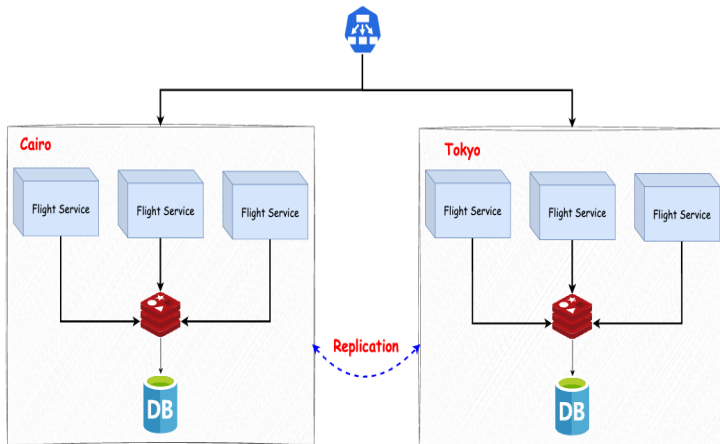 Cairo
Flight Service
Flight Service
Flight Service
DB
Replication
Tokyo
Flight Service
Flight Service
Flight Service
DB